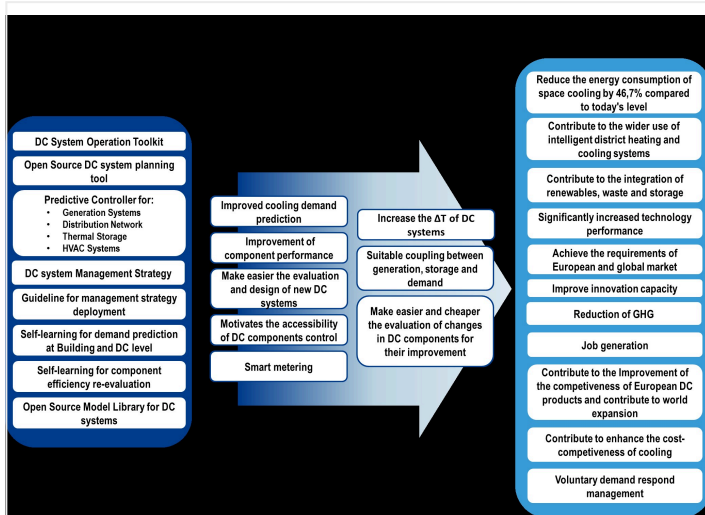 DC System Operation Toolkit
Open Source DC system planning
tool
Predictive Controller for:
• Generation Systems
• Distribution Network
• Thermal Storage
• HVAC Systems
DC system Management Strategy
Guideline for management strategy
deployment
Self-learning for demand prediction
at Building and DC level
Self-learning for component
efficiency re-evaluation
Open Source Model Library for DC
systems
Improved cooling demand
prediction
Improvement of
component performance
Make easier the evaluation
and design of new DC
systems
Motivates the accessibility
of DC components control
Smart metering
Increase the ΔT of DC
systems
Suitable coupling between
generation, storage and
demand
Make easier and cheaper
the evaluation of changes
in DC components for
their improvement
Reduce the energy consumption of
space cooling by 46,7% compared
to today's level
Contribute to the wider use of
intelligent district heating and
cooling systems
Contribute to the integration of
renewables, waste and storage
Significantly increased technology
performance
Achieve the requirements of
European and global market
Improve innovation capacity
Reduction of GHG
Job generation
Contribute to the Improvement of
the competiveness of European DC
products and contribute to world
expansion
Contribute to enhance the cost-
competiveness of cooling
Voluntary demand respond
management